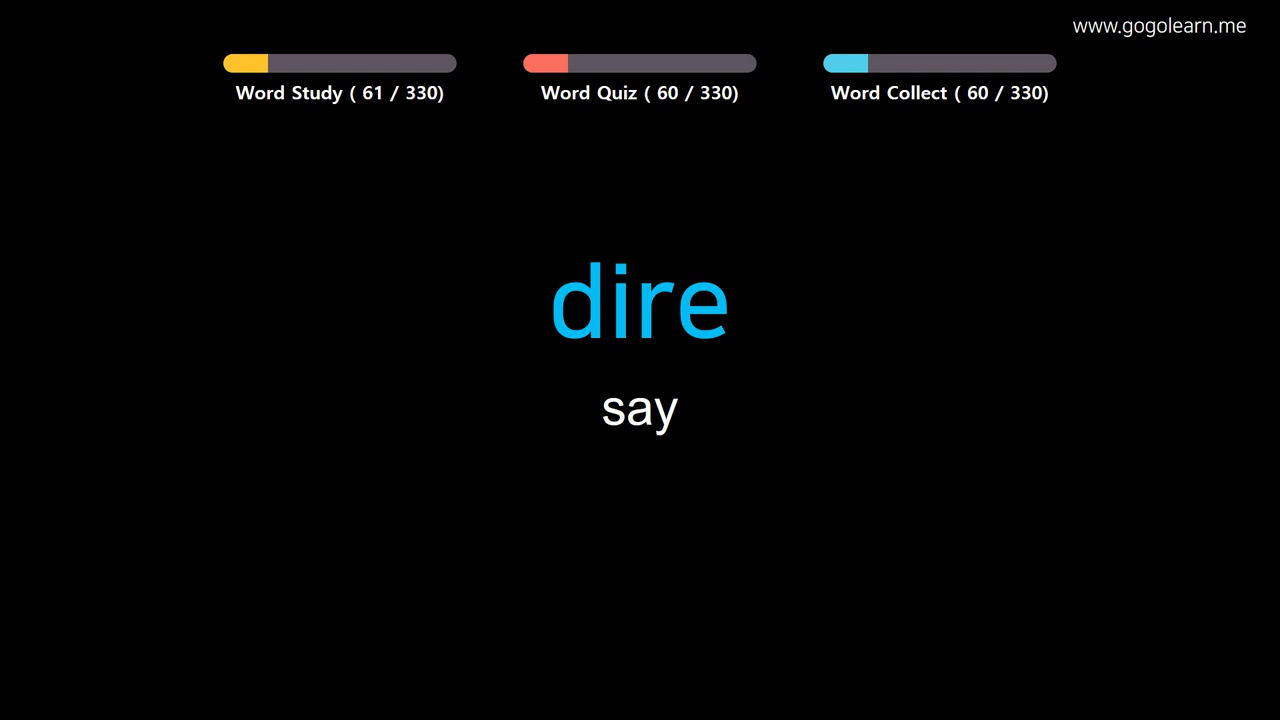 www.gogolearn.me
Word Study ( 61 / 330)
Word Quiz ( 60 / 330)
Word Collect ( 60 / 330)
dire
say